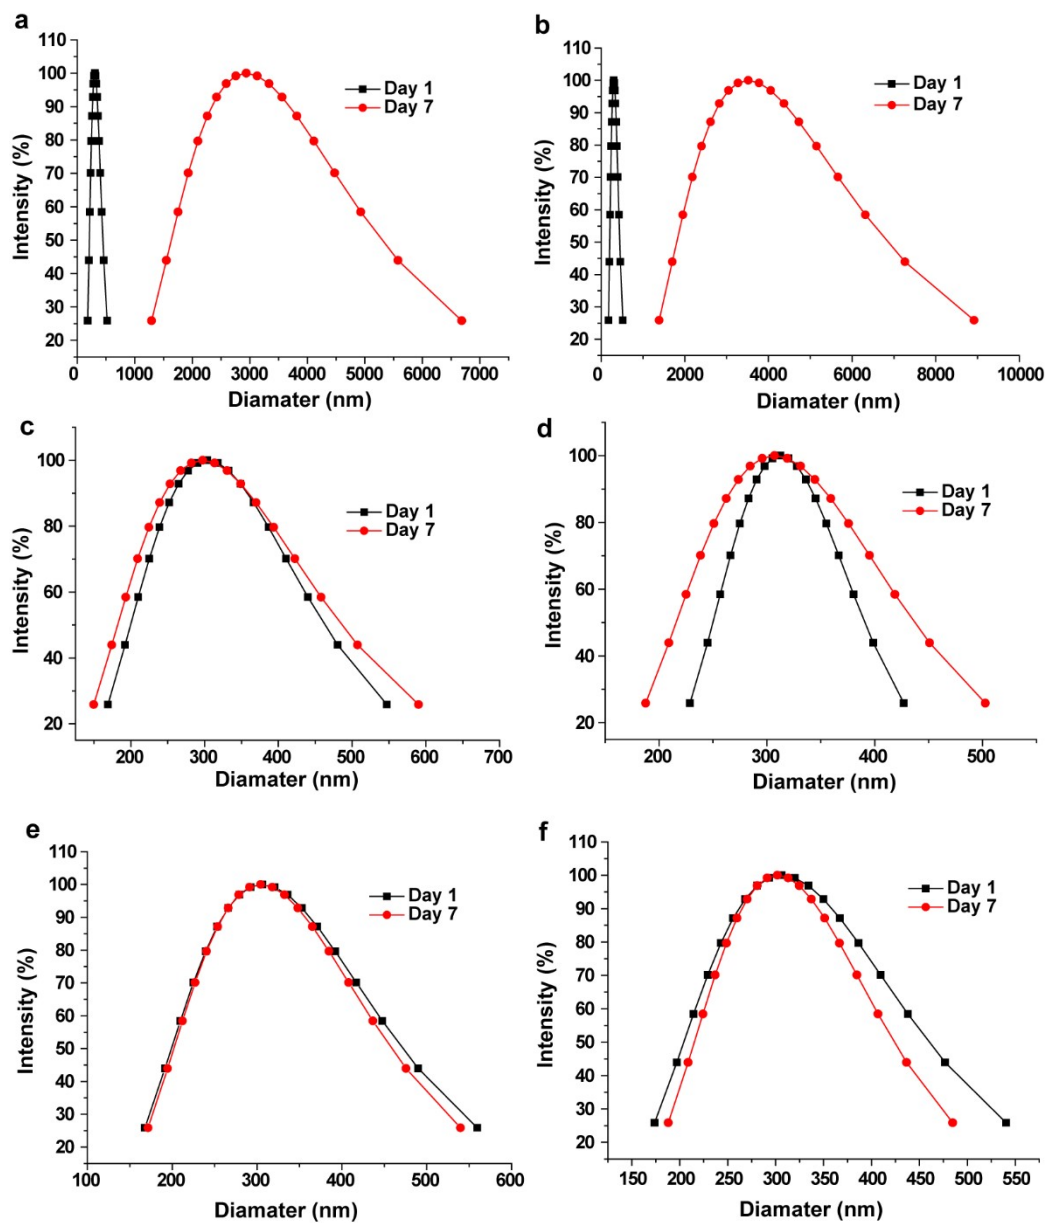 a
110
100
90
80
70
60
50
40
30
20
Intensity (%)
Day 1
Day 7
0 1000 2000 3000 4000 5000 6000 7000
Diamater (nm)
b
110
100
90
80
70
60
50
40
30
20
Intensity (%)
Day 1
Day 7
0 2000 4000 6000 8000 10000
Diamater (nm)
c
100
80
60
40
20
Intensity (%)
Day 1
Day 7
200 300 400 500 600 700
Diamater (nm)
d
100
80
60
40
20
Intensity (%)
Day 1
Day 7
200 300 400 500
Diamater (nm)
e
110
100
90
80
70
60
50
40
30
20
Intensity (%)
Day 1
Day 7
100 200 300 400 500 600
Diamater (nm)
f
110
100
90
80
70
60
50
40
30
20
Intensity (%)
Day 1
Day 7
150 200 250 300 350 400 450 500 550
Diamater (nm)